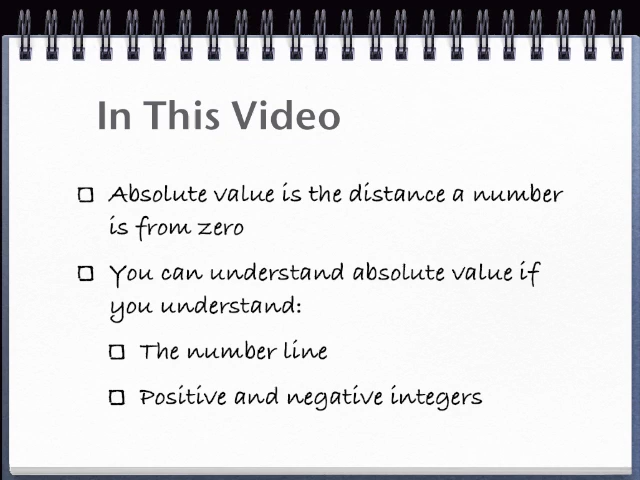 In This Video
Absolute value is the distance a number
is from zero
You can understand absolute value if
you understand:
The number line
Positive and negative integers